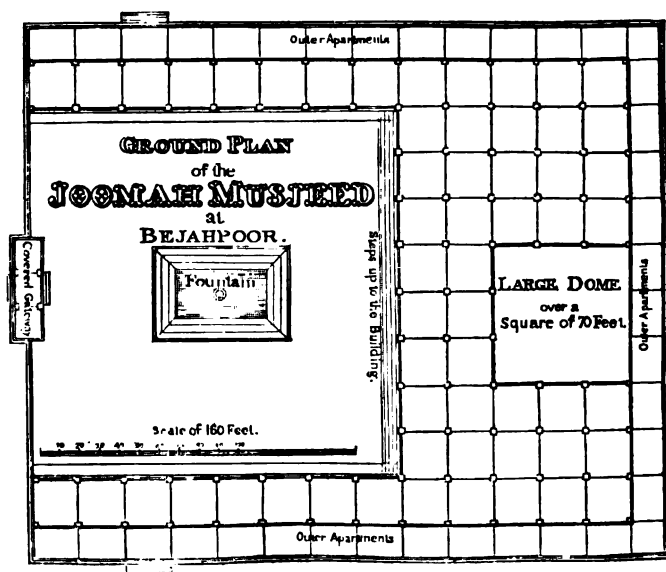 Outer Apartments
GROUND PLAN
of the
JOOMAH MUSJEED
at
BEJAHPOOR.
Covered Gateway
Fountain
Steps up to the Building.
LARGE DOME
over a
Square of 70 Feet.
Outer Apartments
Scale of 160 Feet.
Outer Apartments